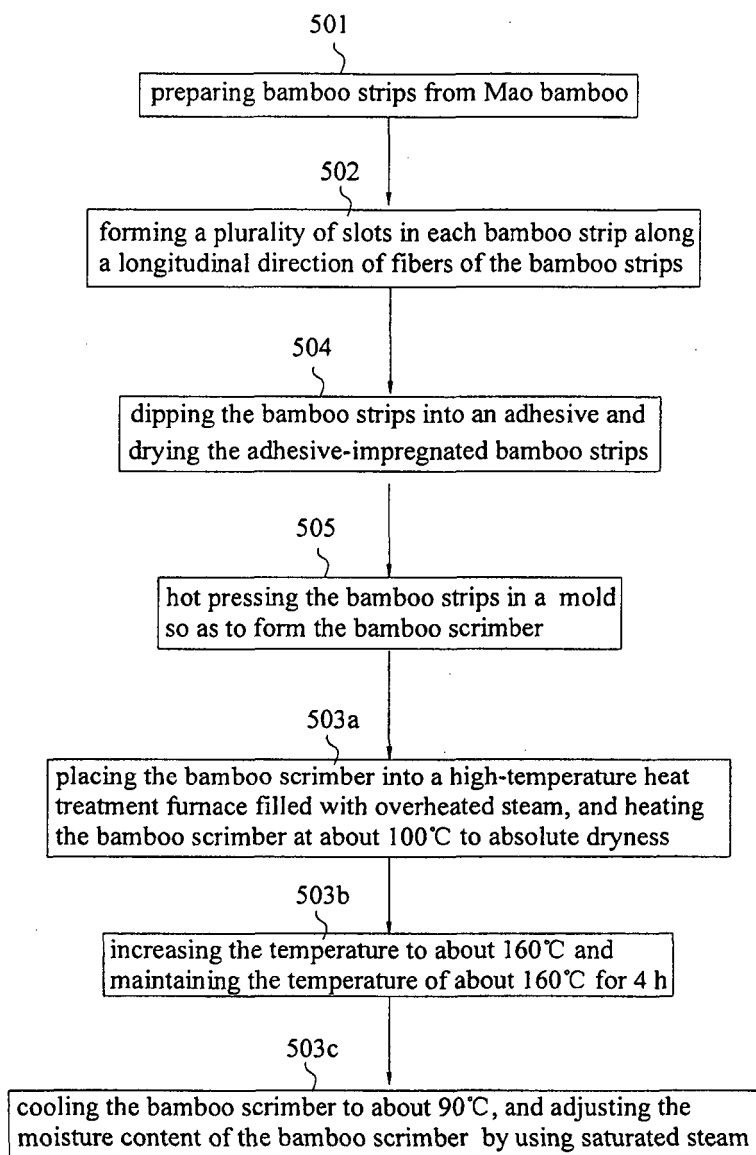 501
preparing bamboo strips from Mao bamboo
502
forming a plurality of slots in each bamboo strip along
a longitudinal direction of fibers of the bamboo strips
504
dipping the bamboo strips into an adhesive and
drying the adhesive-impregnated bamboo strips
505
hot pressing the bamboo strips in a mold
so as to form the bamboo scrimber
503a
placing the bamboo scrimber into a high-temperature heat
treatment furnace filled with overheated steam, and heating
the bamboo scrimber at about 100℃ to absolute dryness
503b
increasing the temperature to about 160℃ and
maintaining the temperature of about 160℃ for 4 h
503c
cooling the bamboo scrimber to about 90℃, and adjusting the
moisture content of the bamboo scrimber by using saturated steam